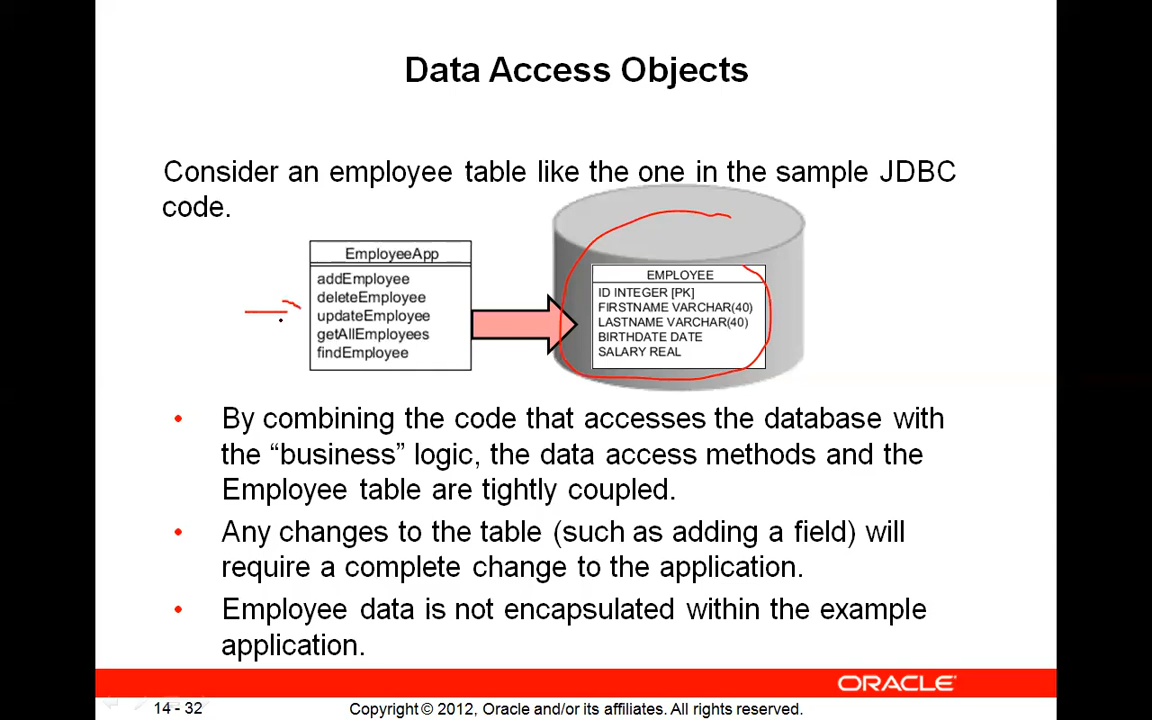 Data Access Objects
Consider an employee table like the one in the sample JDBC
code.
EmployeeApp
addEmployee
deleteEmployee
updateEmployee
getAllEmployees
findEmployee
EMPLOYEE
ID INTEGER [PK]
FIRSTNAME VARCHAR(40)
LASTNAME VARCHAR(40)
BIRTHDATE DATE
SALARY REAL
• By combining the code that accesses the database with
the “business” logic, the data access methods and the
Employee table are tightly coupled.
• Any changes to the table (such as adding a field) will
require a complete change to the application.
• Employee data is not encapsulated within the example
application.
ORACLE
14 - 32
Copyright © 2012, Oracle and/or its affiliates. All rights reserved.